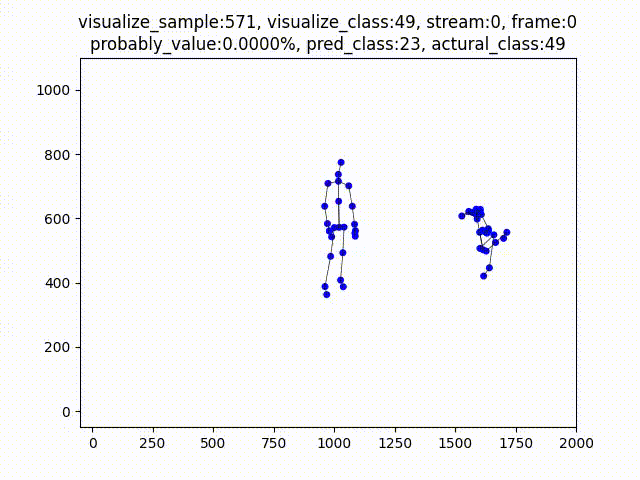 visualize_sample:571, visualize_class:49, stream:0, frame:0
probably_value:0.0000%, pred_class:23, actural_class:49
1000
800
600
400
200
0
0 250 500 750 1000 1250 1500 1750 2000